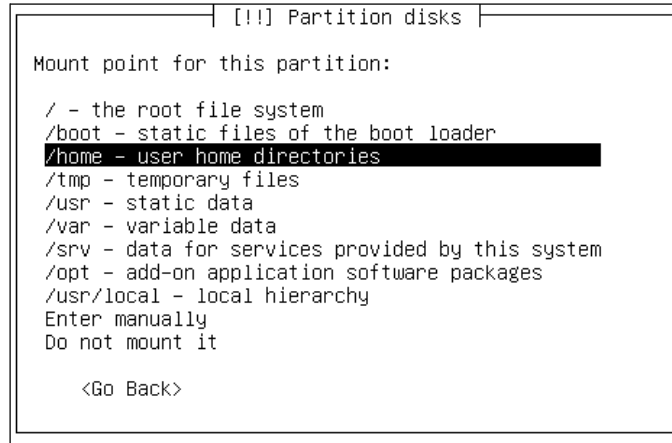 [!!] Partition disks
Mount point for this partition:
/ – the root file system
/boot – static files of the boot loader
/home – user home directories
/tmp – temporary files
/usr – static data
/var – variable data
/srv – data for services provided by this system
/opt – add-on application software packages
/usr/local – local hierarchy
Enter manually
Do not mount it
<Go Back>